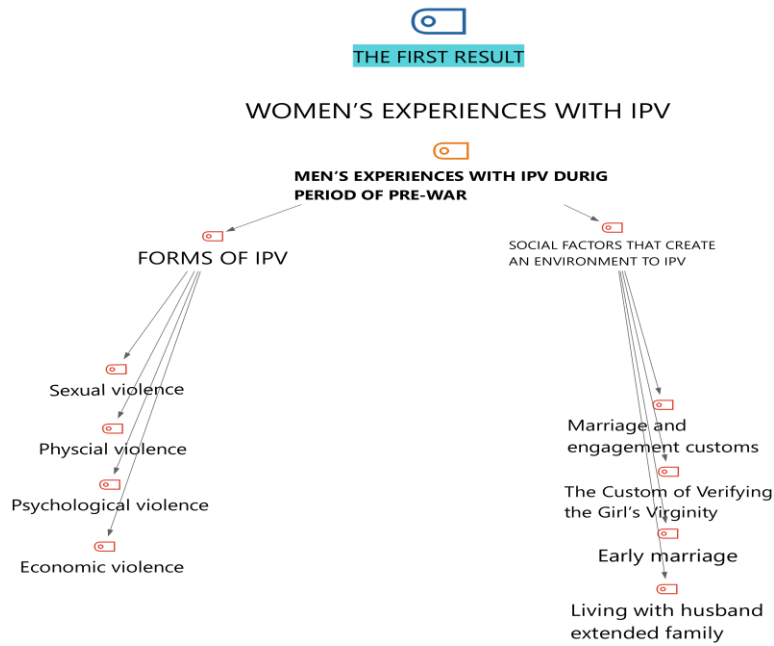 THE FIRST RESULT
WOMEN'S EXPERIENCES WITH IPV
MEN'S EXPERIENCES WITH IPV DURIG
PERIOD OF PRE-WAR
FORMS OF IPV
Sexual violence
Physcial violence
Psychological violence
Economic violence
SOCIAL FACTORS THAT CREATE
AN ENVIRONMENT TO IPV
Marriage and
engagement customs
The Custom of Verifying
the Girl's Virginity
Early marriage
Living with husband
extended family